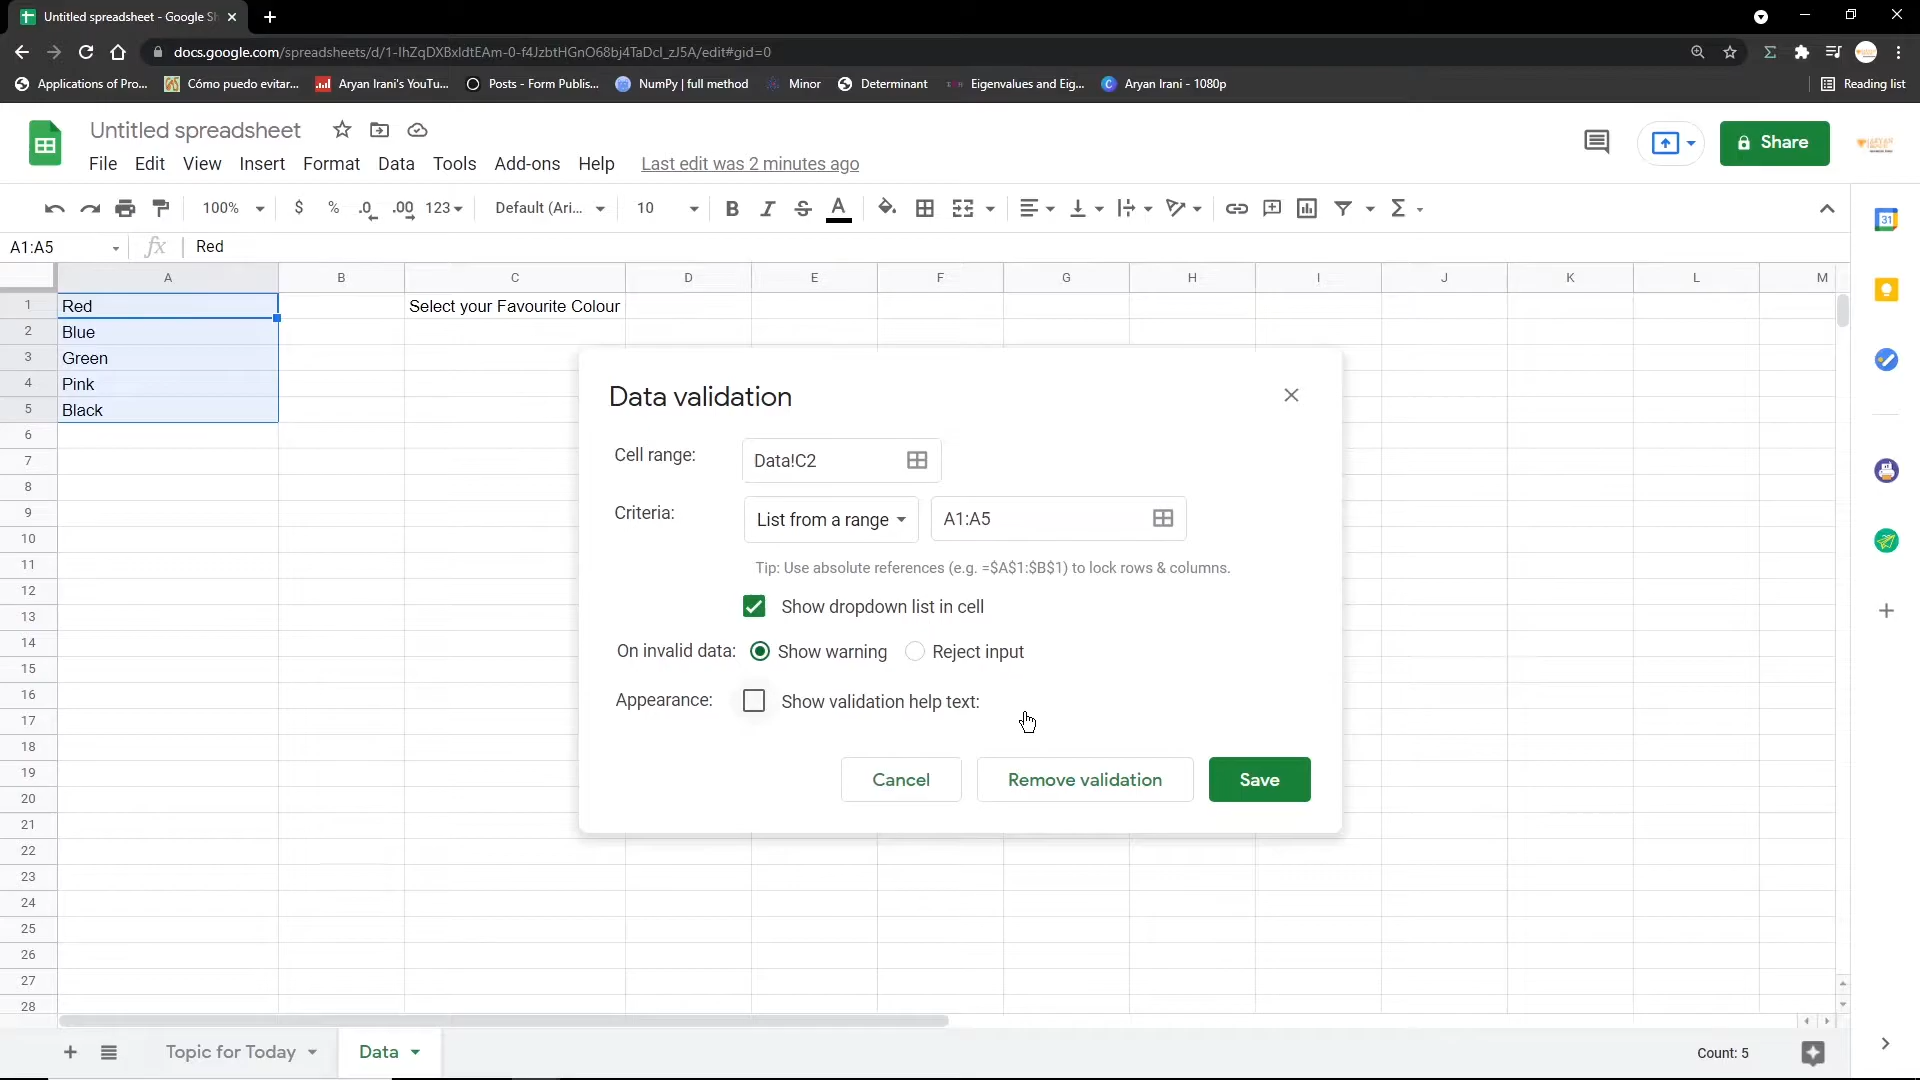 Untitled spreadsheet - Google Sh
docs.google.com/spreadsheets/d/1-IhZqDXBxldtEAm-0-f4JzbtHGnO68bj4TaDcl_zJ5A/edit#gid=0
Applications of Pro... Cómo puedo evitar... Aryan Irani's YouTu... Posts - Form Publis... NumPy | full method Minor Determinant Eigenvalues and Eig... Aryan Irani - 1080p Reading list
Untitled spreadsheet
File Edit View Insert Format Data Tools Add-ons Help Last edit was 2 minutes ago
Share
100% $ % .0 .00 123 Default (Ari... 10 B I S A Σ
A1:A5 fx Red
A B C D E F G H I J K L M
1 Red Select your Favourite Colour
2 Blue
3 Green
4 Pink
5 Black
6
7
8
9
10
11
12
13
14
15
16
17
18
19
20
21
22
23
24
25
26
27
28
Data validation
Cell range: Data!C2
Criteria: List from a range A1:A5
Tip: Use absolute references (e.g. =$A$1:$B$1) to lock rows & columns.
Show dropdown list in cell
On invalid data: Show warning Reject input
Appearance: Show validation help text:
Cancel Remove validation Save
31
Topic for Today Data Count: 5